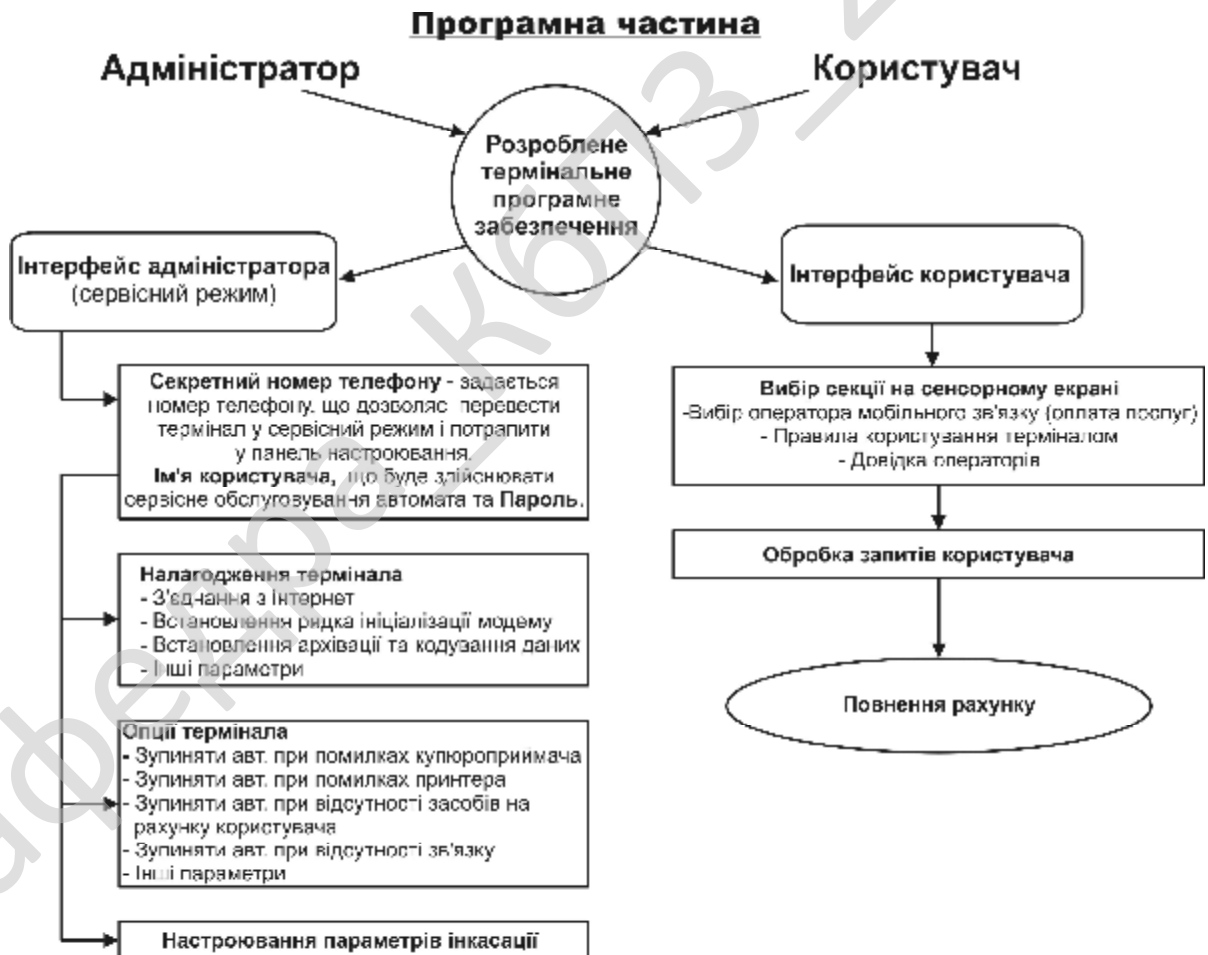 Програмна частина
Адміністратор
Користувач
Розроблене
термінальне
програмне
забезпечення
Інтерфейс адміністратора
(сервісний режим)
Інтерфейс користувача
Секретний номер телефону - задається
номер телефону, що дозволяє перевести
термінал у сервісний режим і потрапити
у панель настроювання.
Ім'я користувача, що буде здійснювати
сервісне обслуговування автомата та Пароль.
Налагодження термінала
- З'єднання з інтернет
- Встановлення рядка ініціалізації модему
- Встановлення архівації та кодування даних
- Інші параметри
Опції термінала
- Зупиняти авт. при помилках купюроприймача
- Зупиняти авт. при помилках принтера
- Зупиняти авт. при відсутності засобів на
рахунку користувача
- Зупиняти авт. при відсутності зв'язку
- Інші параметри
Настроювання параметрів інкасації
Вибір секції на сенсорному екрані
-Вибір оператора мобільного зв'язку (оплата послуг)
- Правила користування терміналом
- Довідка операторів
Обробка запитів користувача
Повнення рахунку
афедра_КбПЗ_2